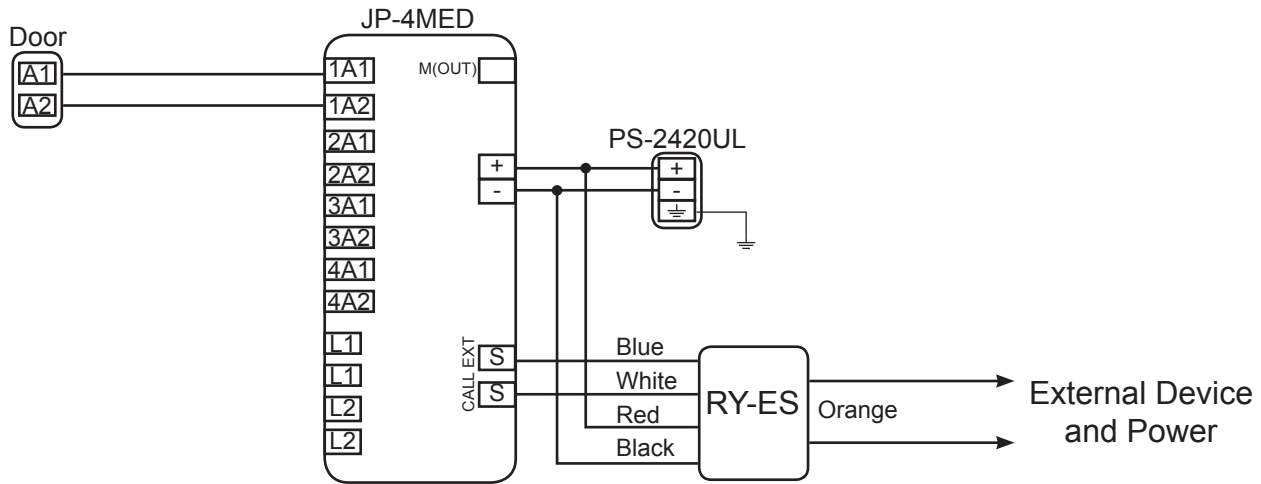 JP-4MED
Door
A1
A2
1A1
1A2
2A1
2A2
3A1
3A2
4A1
4A2
L1
L1
L2
L2
M(OUT)
+
-
CALL EXT
S
S
PS-2420UL
+
-
Blue
White
Red
Black
RY-ES
Orange
External Device
and Power